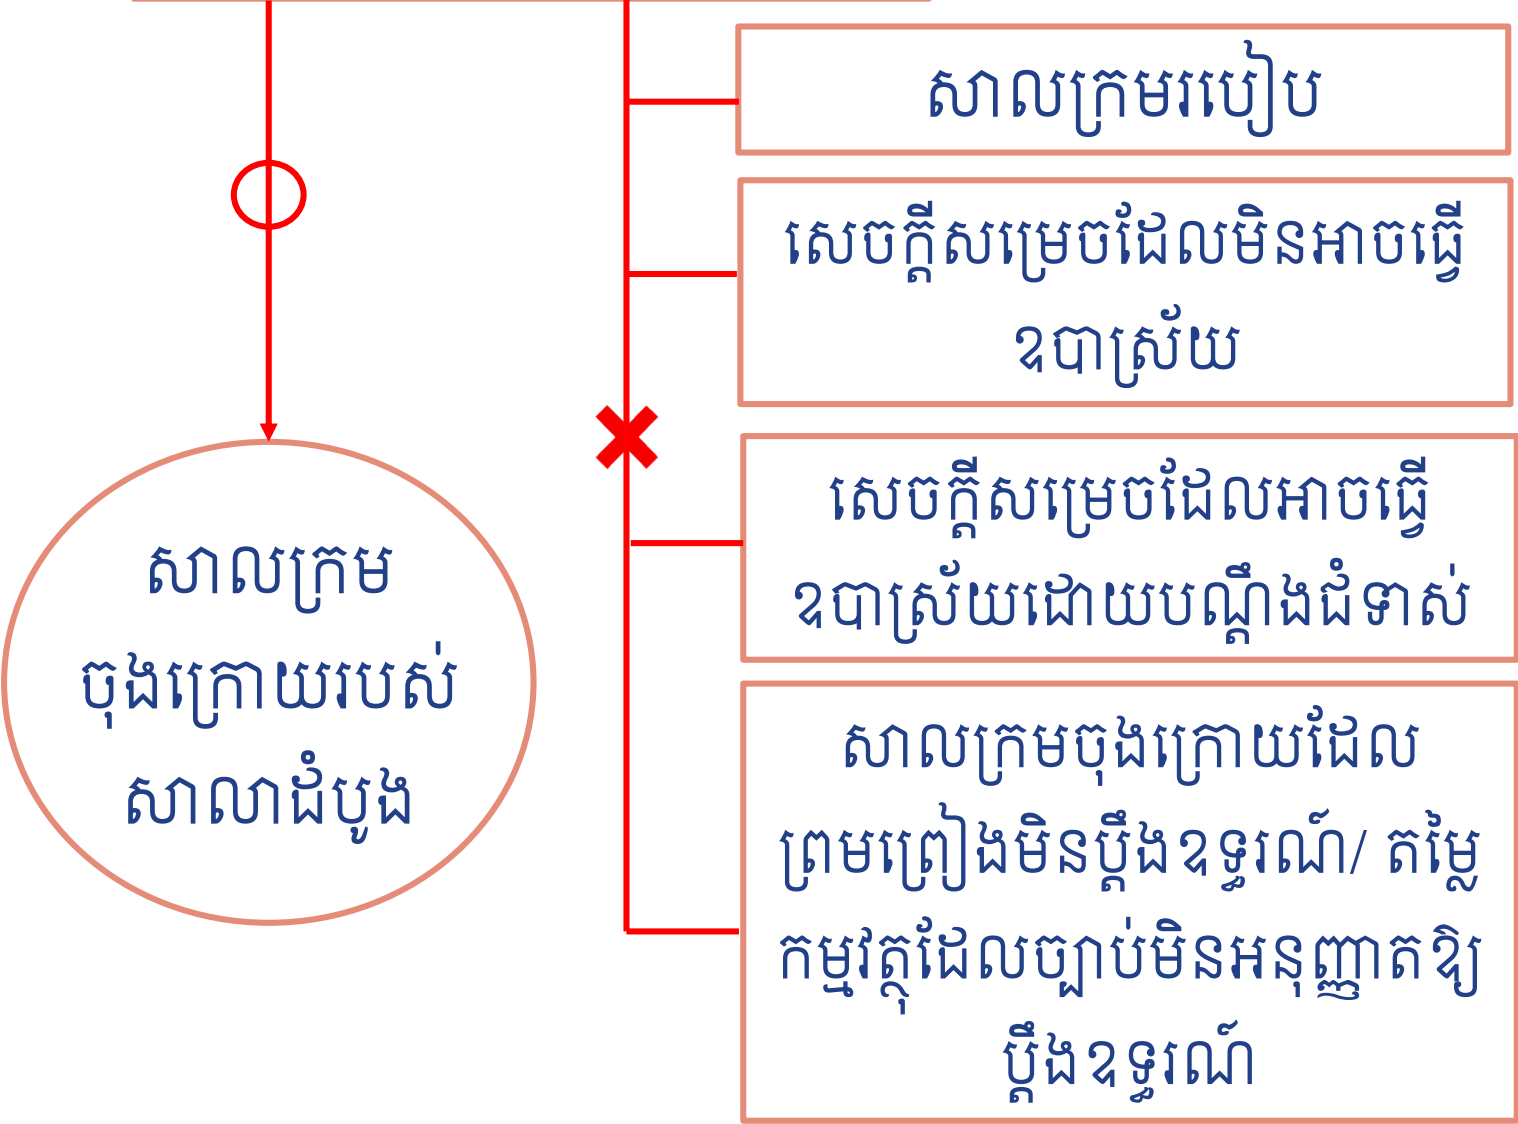 សាលក្រមរបៀប
សេចក្តីសម្រេចដែលមិនអាចធ្វើ
ឧបាស្រ័យ
សេចក្តីសម្រេចដែលអាចធ្វើ
ឧបាស្រ័យដោយបណ្តឹងជំទាស់
សាលក្រម
ចុងក្រោយរបស់
សាលាដំបូង
សាលក្រមចុងក្រោយដែល
ព្រមព្រៀងមិនប្តឹងឧទ្ធរណ៍/ តម្លៃ
កម្មវត្ថុដែលច្បាប់មិនអនុញ្ញាតឱ្យ
ប្តឹងឧទ្ធរណ៍